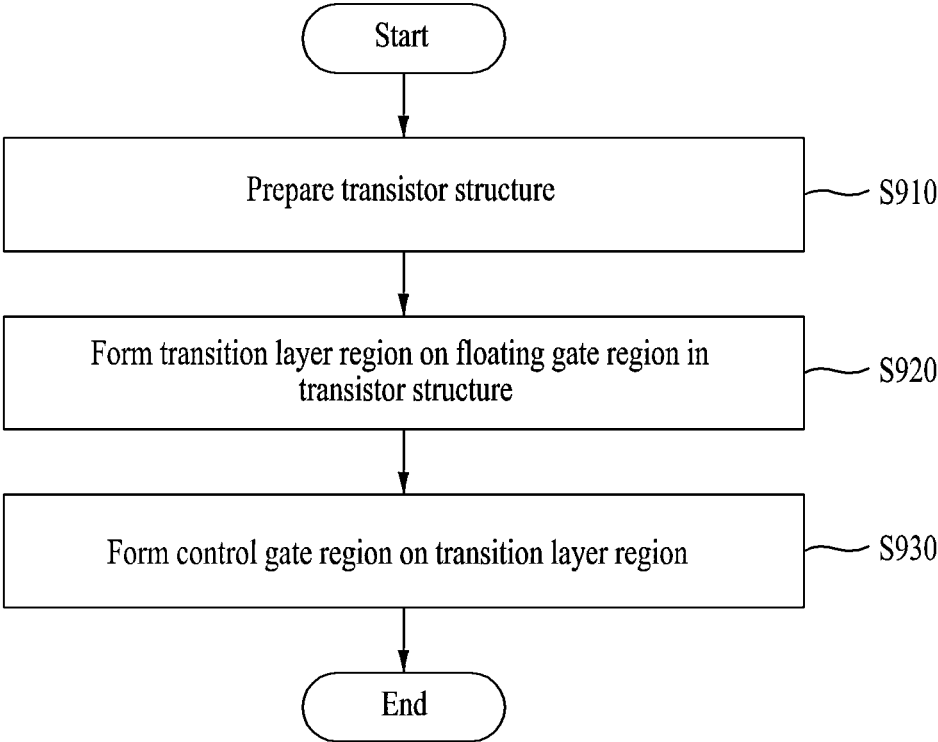 Start
Prepare transistor structure
S910
Form transition layer region on floating gate region in
transistor structure
S920
Form control gate region on transition layer region
S930
End